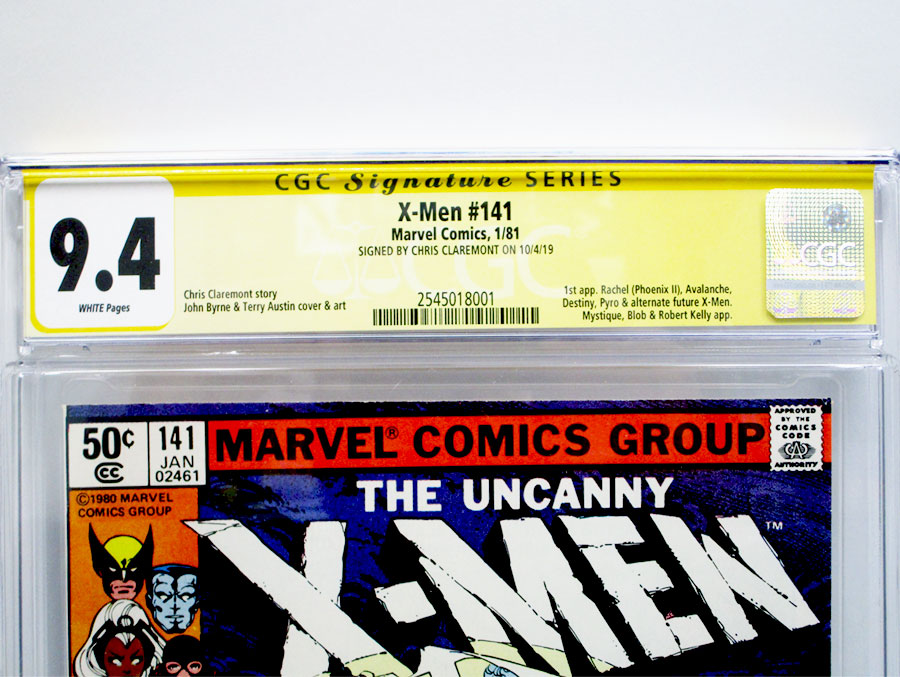 CGC Signature SERIES
X-Men #141
Marvel Comics, 1/81
SIGNED BY CHRIS CLAREMONT ON 10/4/19
9.4
WHITE Pages
Chris Claremont story
John Byrne & Terry Austin cover & art
2545018001
1st app. Rachel (Phoenix II), Avalanche,
Destiny, Pyro & alternate future X-Men.
Mystique, Blob & Robert Kelly app.
CGC
CGC
50¢
CC
141
JAN
02461
MARVEL® COMICS GROUP
APPROVED
BY THE
COMICS
CODE
CA
AUTHORITY
©1980 MARVEL
COMICS GROUP
THE UNCANNY
X-MEN™